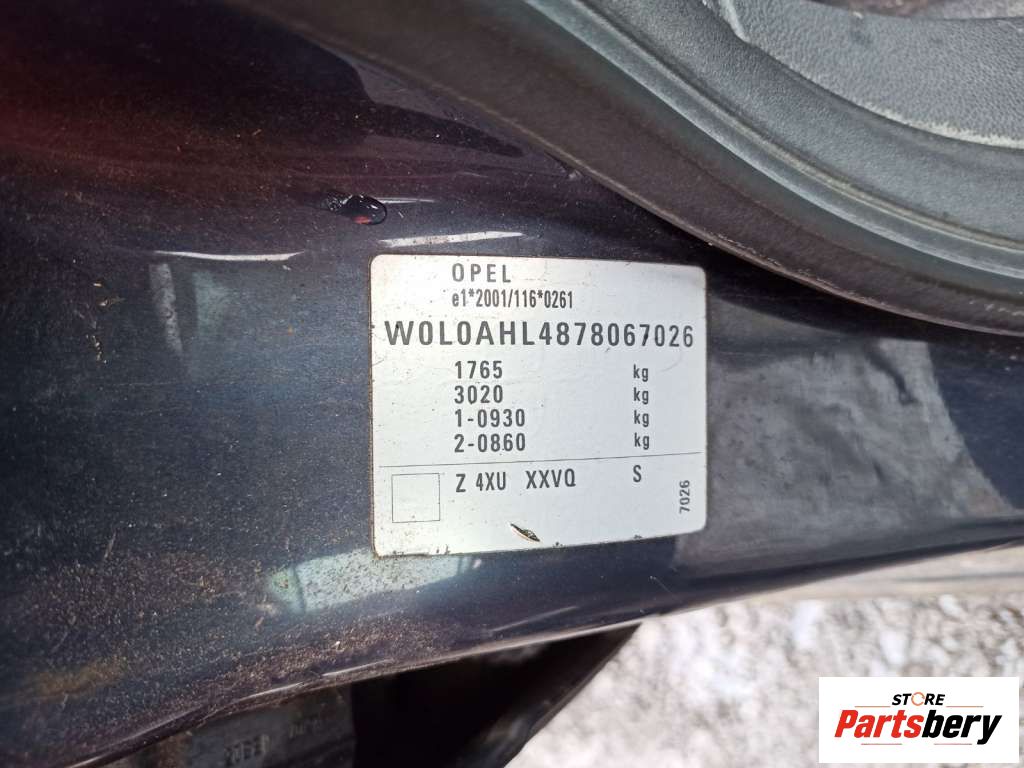 OPEL
e1*2001/116*0261
W0L0AHL4878067026
1765 kg
3020 kg
1-0930 kg
2-0860 kg
Z 4XU XXVQ S
7026
STORE
Partsbery